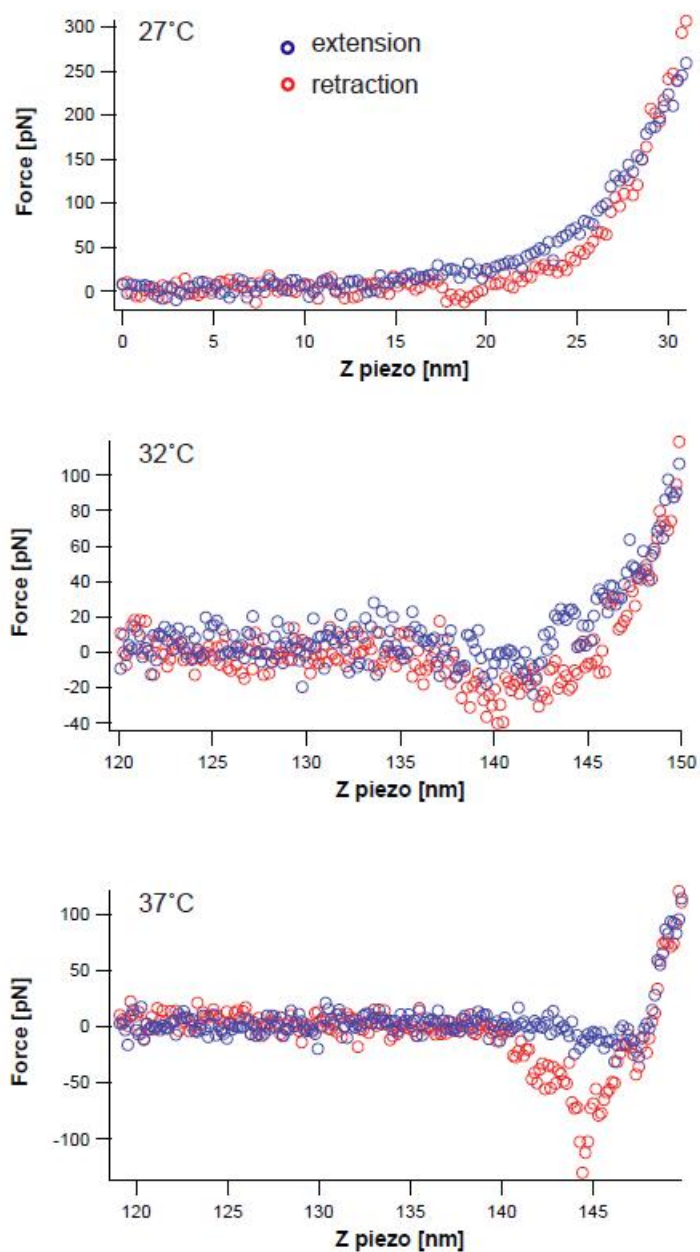 27˚C
extension
retraction
300
250
200
150
100
50
0
Force [pN]
0 5 10 15 20 25 30
Z piezo [nm]
32˚C
100
80
60
40
20
0
-20
-40
Force [pN]
120 125 130 135 140 145 150
Z piezo [nm]
37˚C
100
50
0
-50
-100
Force [pN]
120 125 130 135 140 145
Z piezo [nm]